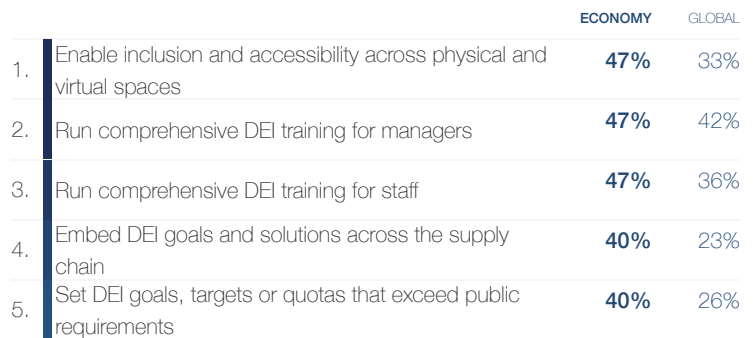 ECONOMY GLOBAL
1. Enable inclusion and accessibility across physical and 47% 33%
virtual spaces
2. Run comprehensive DEI training for managers 47% 42%
3. Run comprehensive DEI training for staff 47% 36%
4. Embed DEI goals and solutions across the supply 40% 23%
chain
5. Set DEI goals, targets or quotas that exceed public 40% 26%
requirements